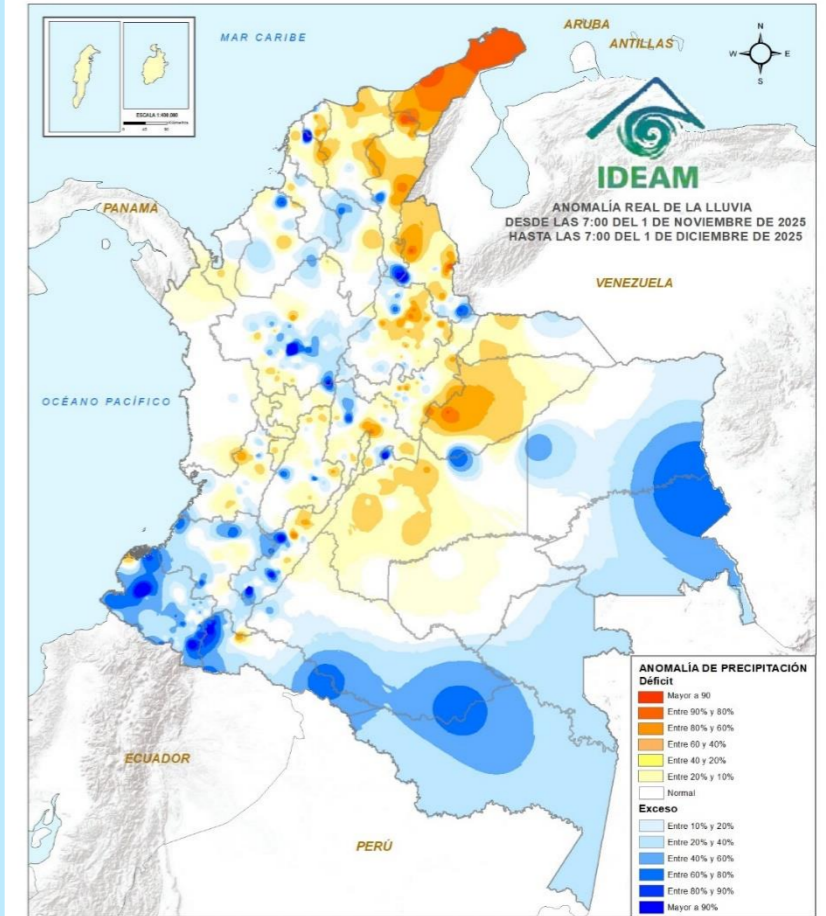 MAR CARIBE
ARUBA
ANTILLAS
N
W
E
S
ESCALA 1:400.000
IDEAM
ANOMALÍA REAL DE LA LLUVIA
DESDE LAS 7:00 DEL 1 DE NOVIEMBRE DE 2025
HASTA LAS 7:00 DEL 1 DE DICIEMBRE DE 2025
PANAMÁ
VENEZUELA
OCÉANO PACÍFICO
ECUADOR
PERÚ
ANOMALÍA DE PRECIPITACIÓN
Déficit
Mayor a 90
Entre 90% y 80%
Entre 80% y 60%
Entre 60 y 40%
Entre 40 y 20%
Entre 20% y 10%
Normal
Exceso
Entre 10% y 20%
Entre 20% y 40%
Entre 40% y 60%
Entre 60% y 80%
Entre 80% y 90%
Mayor a 90%